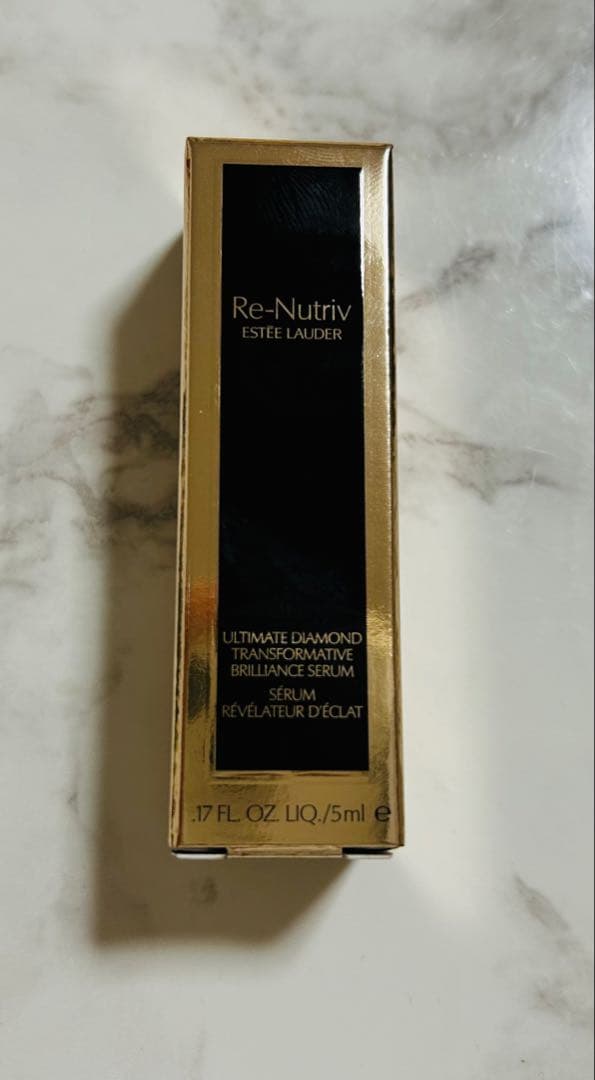 Re-Nutriv
ESTĒE LAUDER
ULTIMATE DIAMOND
TRANSFORMATIVE
BRILLIANCE SERUM
SÉRUM
RÉVÉLATEUR D'ÉCLAT
.17 FL. OZ. LIQ./5ml ℮